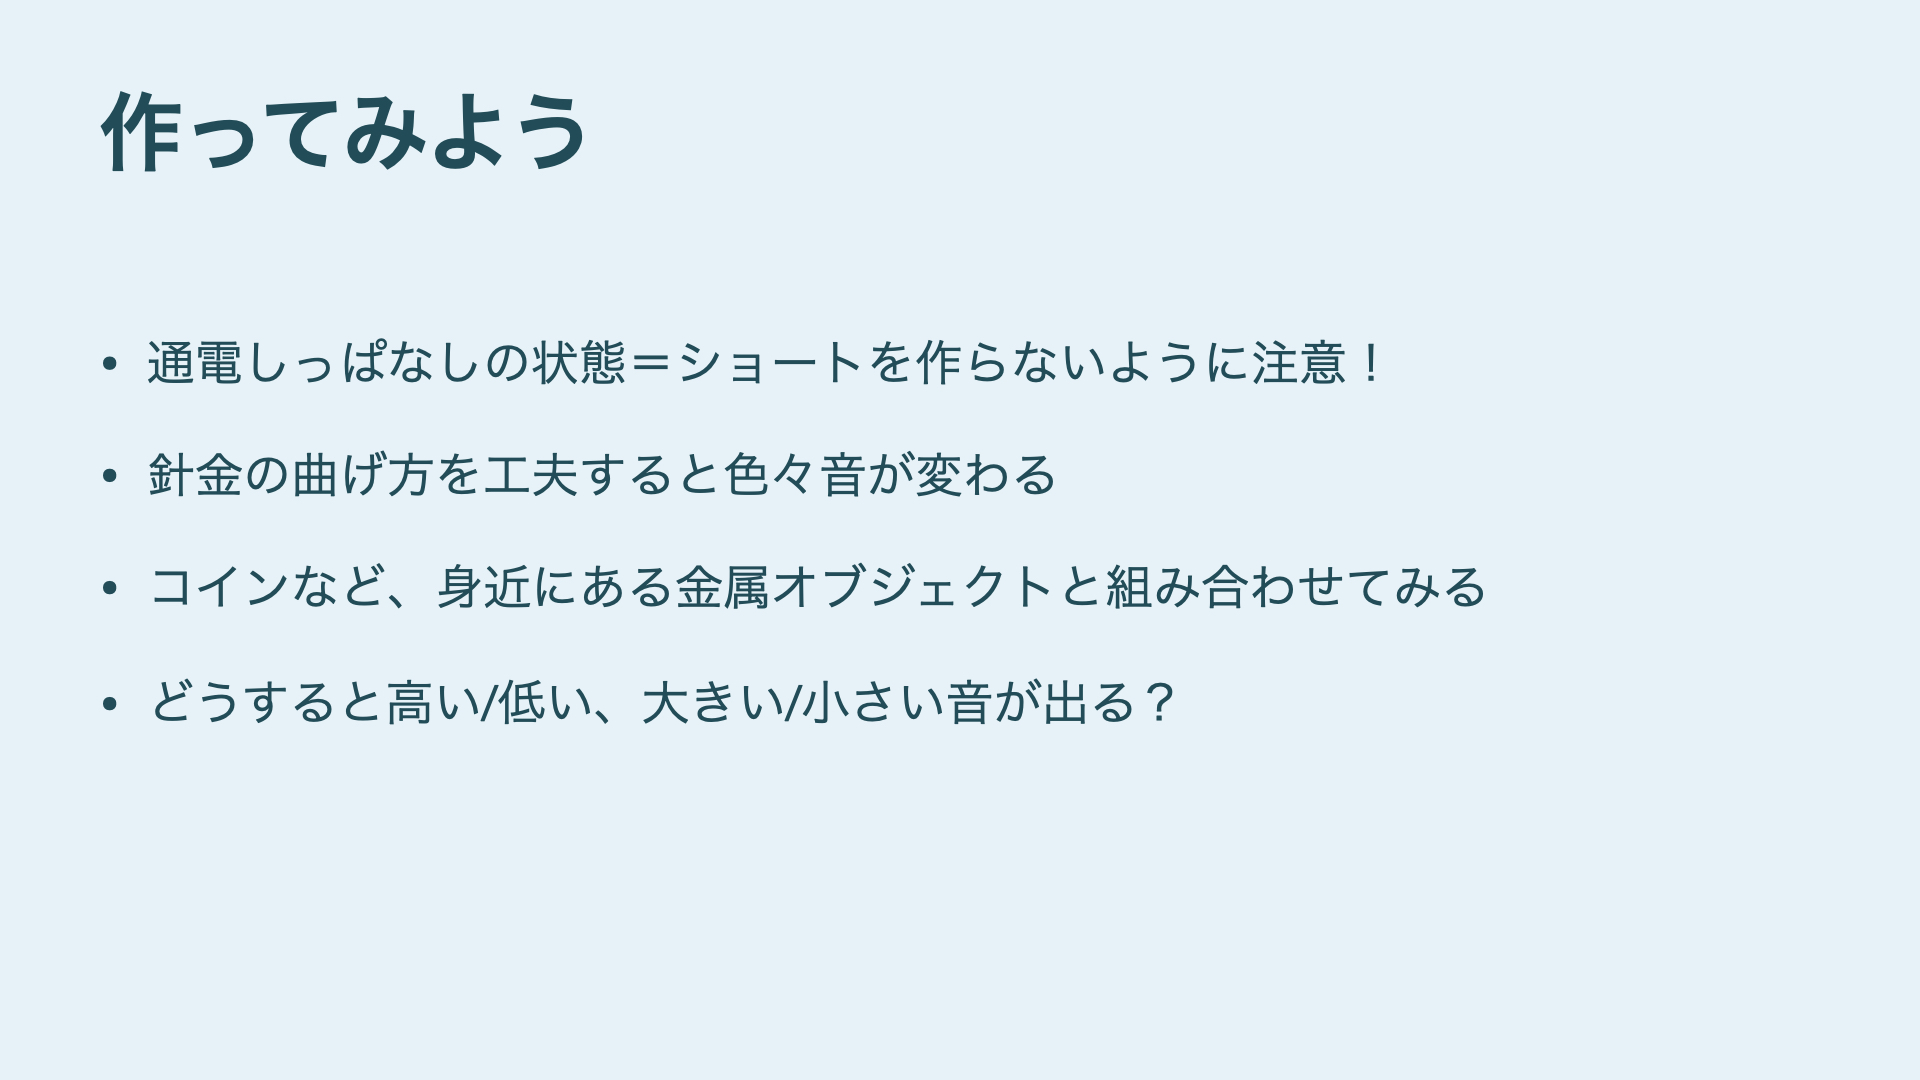 作ってみよう
• 通電しっぱなしの状態＝ショートを作らないように注意！
• 針金の曲げ方を工夫すると色々音が変わる
• コインなど、身近にある金属オブジェクトと組み合わせてみる
• どうすると高い/低い、大きい/小さい音が出る？